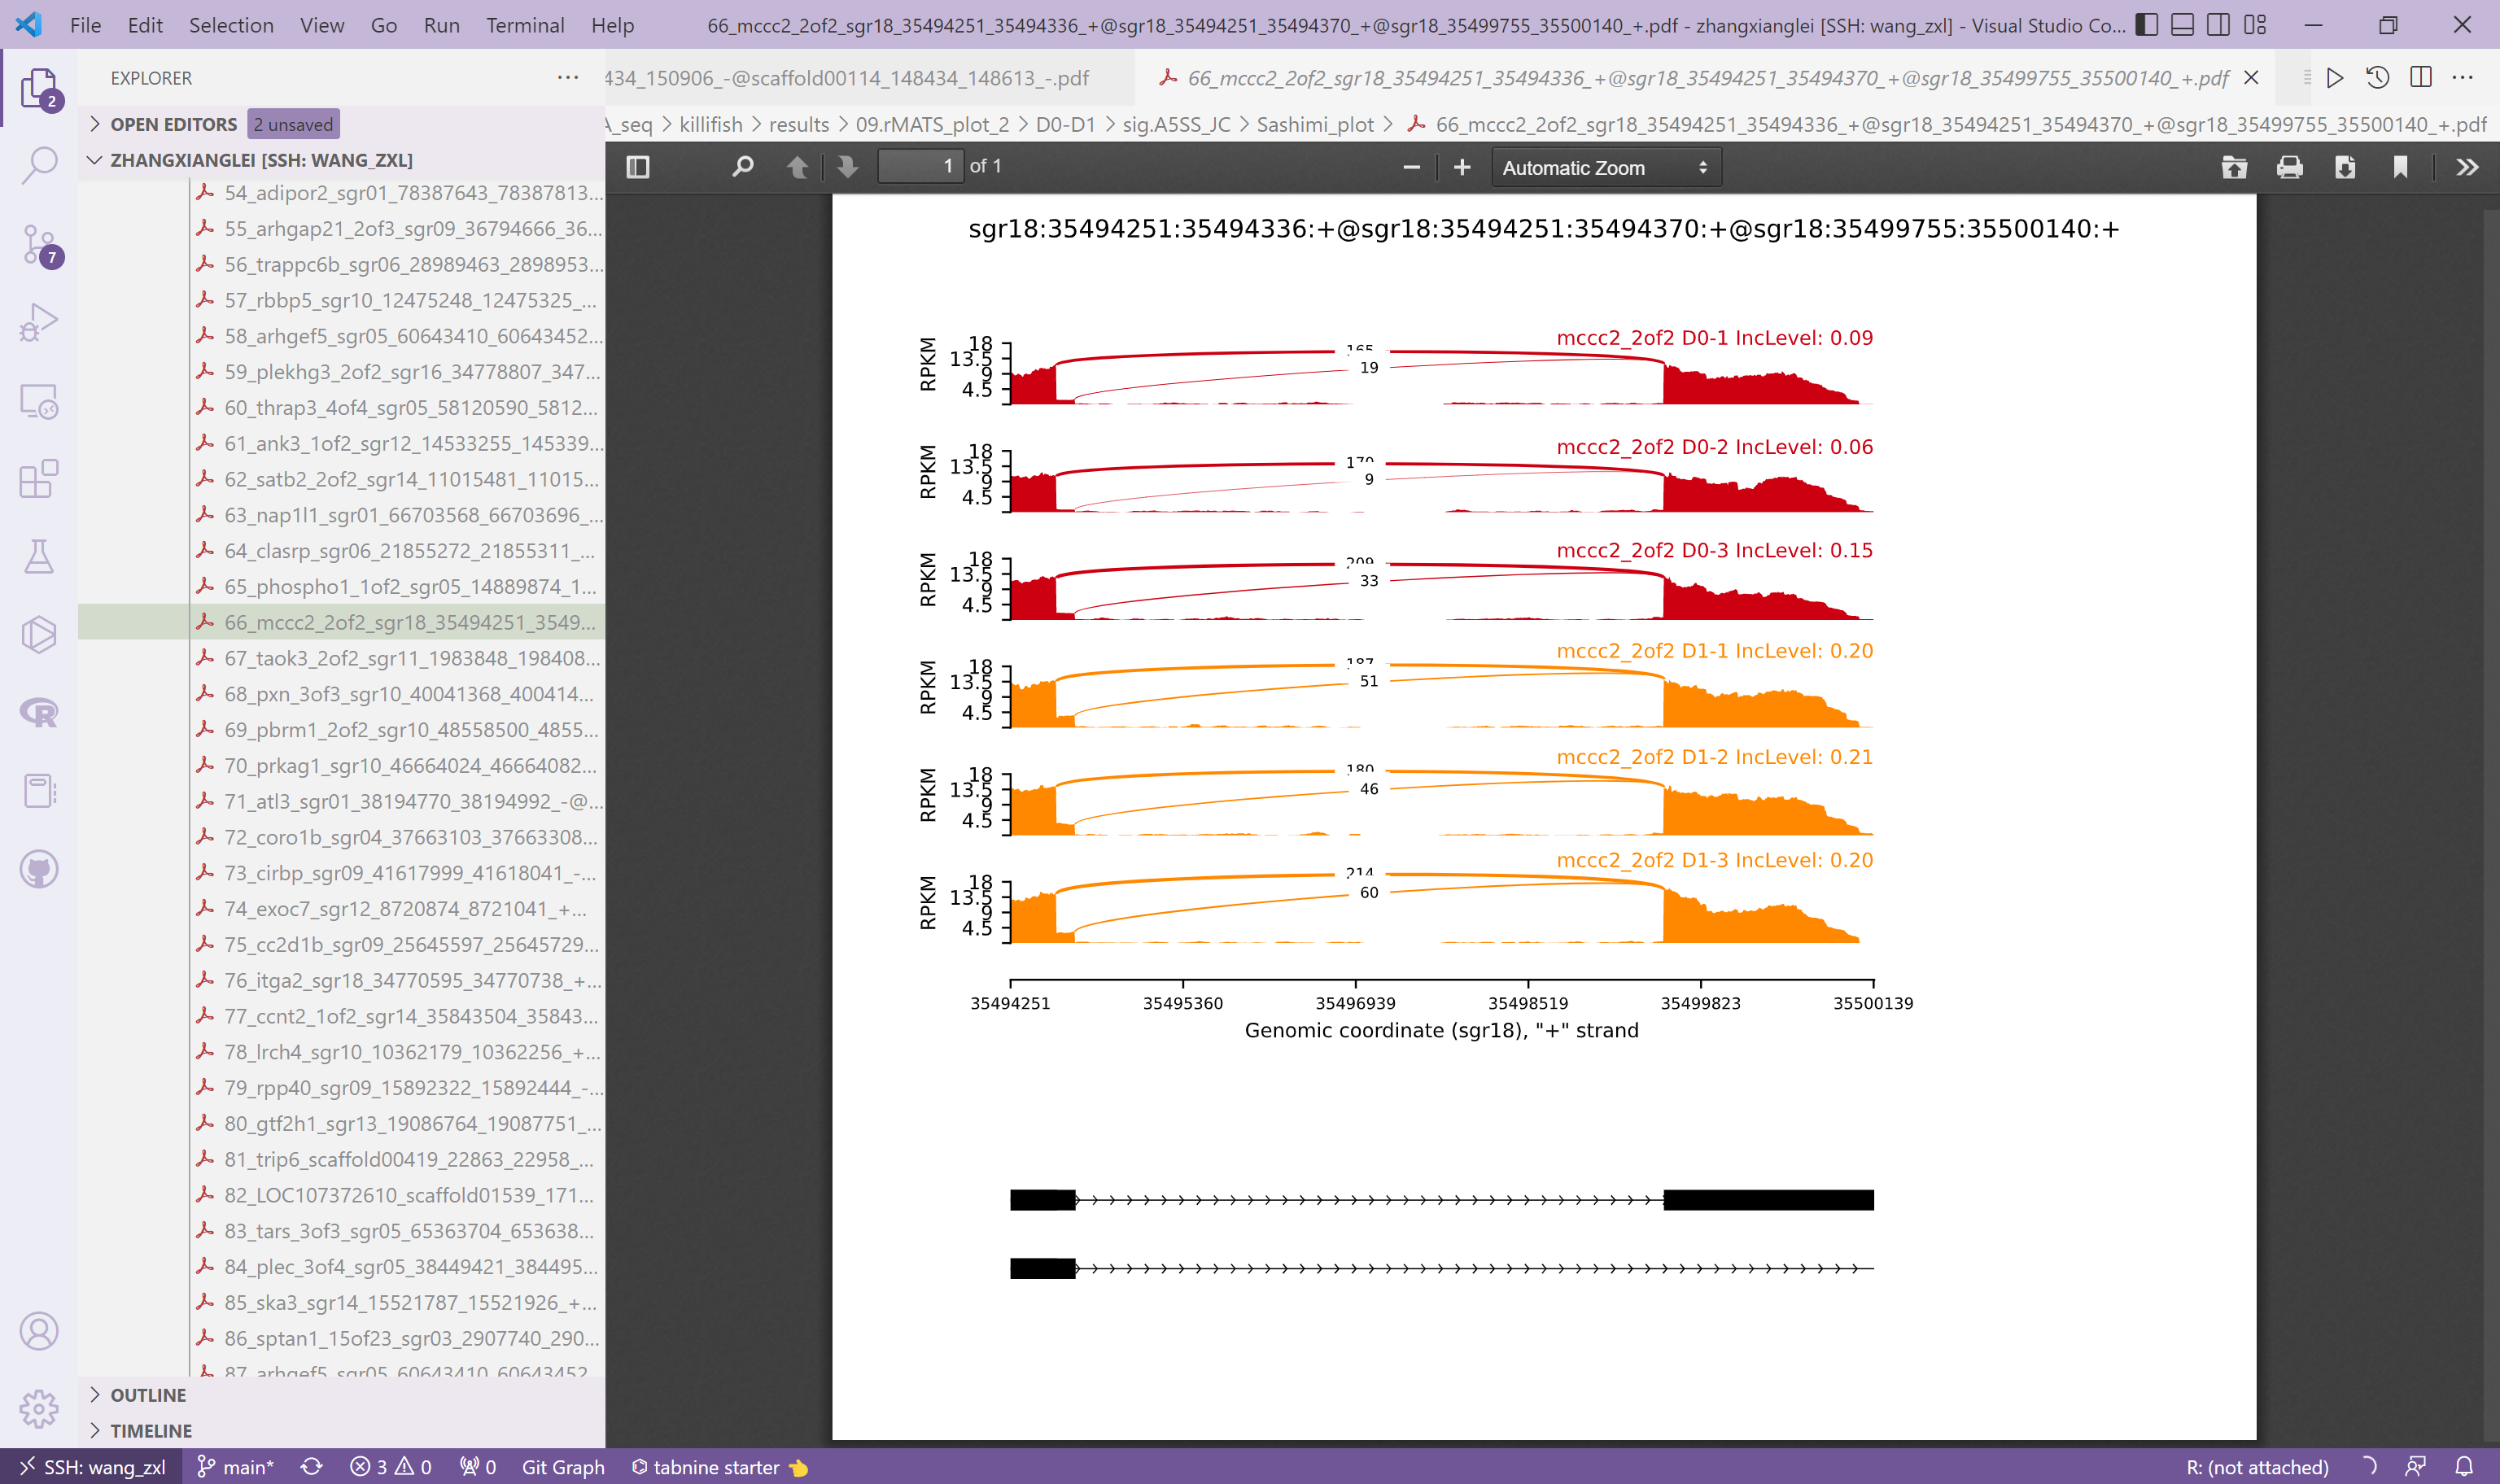 File Edit Selection View Go Run Terminal Help
66_mccc2_2of2_sgr18_35494251_35494336_+@sgr18_35494251_35494370_+@sgr18_35499755_35500140_+.pdf - zhangxianglei [SSH: wang_zxl] - Visual Studio Co...
EXPLORER
434_150906_-@scaffold00114_148434_148613_-.pdf
66_mccc2_2of2_sgr18_35494251_35494336_+@sgr18_35494251_35494370_+@sgr18_35499755_35500140_+.pdf
A_seq > killifish > results > 09.rMATS_plot_2 > D0-D1 > sig.A5SS_JC > Sashimi_plot > 66_mccc2_2of2_sgr18_35494251_35494336_+@sgr18_35494251_35494370_+@sgr18_35499755_35500140_+.pdf
OPEN EDITORS 2 unsaved
ZHANGXIANGLEI [SSH: WANG_ZXL]
2
7
54_adipor2_sgr01_78387643_78387813...
55_arhgap21_2of3_sgr09_36794666_36...
56_trappc6b_sgr06_28989463_2898953...
57_rbbp5_sgr10_12475248_12475325_...
58_arhgef5_sgr05_60643410_60643452...
59_plekhg3_2of2_sgr16_34778807_347...
60_thrap3_4of4_sgr05_58120590_5812...
61_ank3_1of2_sgr12_14533255_145339...
62_satb2_2of2_sgr14_11015481_11015...
63_nap1l1_sgr01_66703568_66703696_...
64_clasrp_sgr06_21855272_21855311_...
65_phospho1_1of2_sgr05_14889874_1...
66_mccc2_2of2_sgr18_35494251_3549...
67_taok3_2of2_sgr11_1983848_198408...
68_pxn_3of3_sgr10_40041368_400414...
69_pbrm1_2of2_sgr10_48558500_4855...
70_prkag1_sgr10_46664024_46664082...
71_atl3_sgr01_38194770_38194992_-@...
72_coro1b_sgr04_37663103_37663308...
73_cirbp_sgr09_41617999_41618041_-...
74_exoc7_sgr12_8720874_8721041_+...
75_cc2d1b_sgr09_25645597_25645729...
76_itga2_sgr18_34770595_34770738_+...
77_ccnt2_1of2_sgr14_35843504_35843...
78_lrch4_sgr10_10362179_10362256_+...
79_rpp40_sgr09_15892322_15892444_-...
80_gtf2h1_sgr13_19086764_19087751_...
81_trip6_scaffold00419_22863_22958_...
82_LOC107372610_scaffold01539_171...
83_tars_3of3_sgr05_65363704_653638...
84_plec_3of4_sgr05_38449421_384495...
85_ska3_sgr14_15521787_15521926_+...
86_sptan1_15of23_sgr03_2907740_290...
87_arhgef5_sgr05_60643410_60643452
OUTLINE
TIMELINE
1 of 1
Automatic Zoom
sgr18:35494251:35494336:+@sgr18:35494251:35494370:+@sgr18:35499755:35500140:+
mccc2_2of2 D0-1 IncLevel: 0.09
RPKM
18
13.5
9
4.5
165
19
mccc2_2of2 D0-2 IncLevel: 0.06
RPKM
18
13.5
9
4.5
170
9
mccc2_2of2 D0-3 IncLevel: 0.15
RPKM
18
13.5
9
4.5
209
33
mccc2_2of2 D1-1 IncLevel: 0.20
RPKM
18
13.5
9
4.5
187
51
mccc2_2of2 D1-2 IncLevel: 0.21
RPKM
18
13.5
9
4.5
180
46
mccc2_2of2 D1-3 IncLevel: 0.20
RPKM
18
13.5
9
4.5
214
60
35494251 35495360 35496939 35498519 35499823 35500139
Genomic coordinate (sgr18), "+" strand
SSH: wang_zxl main* 3 0 0 Git Graph tabnine starter R: (not attached)